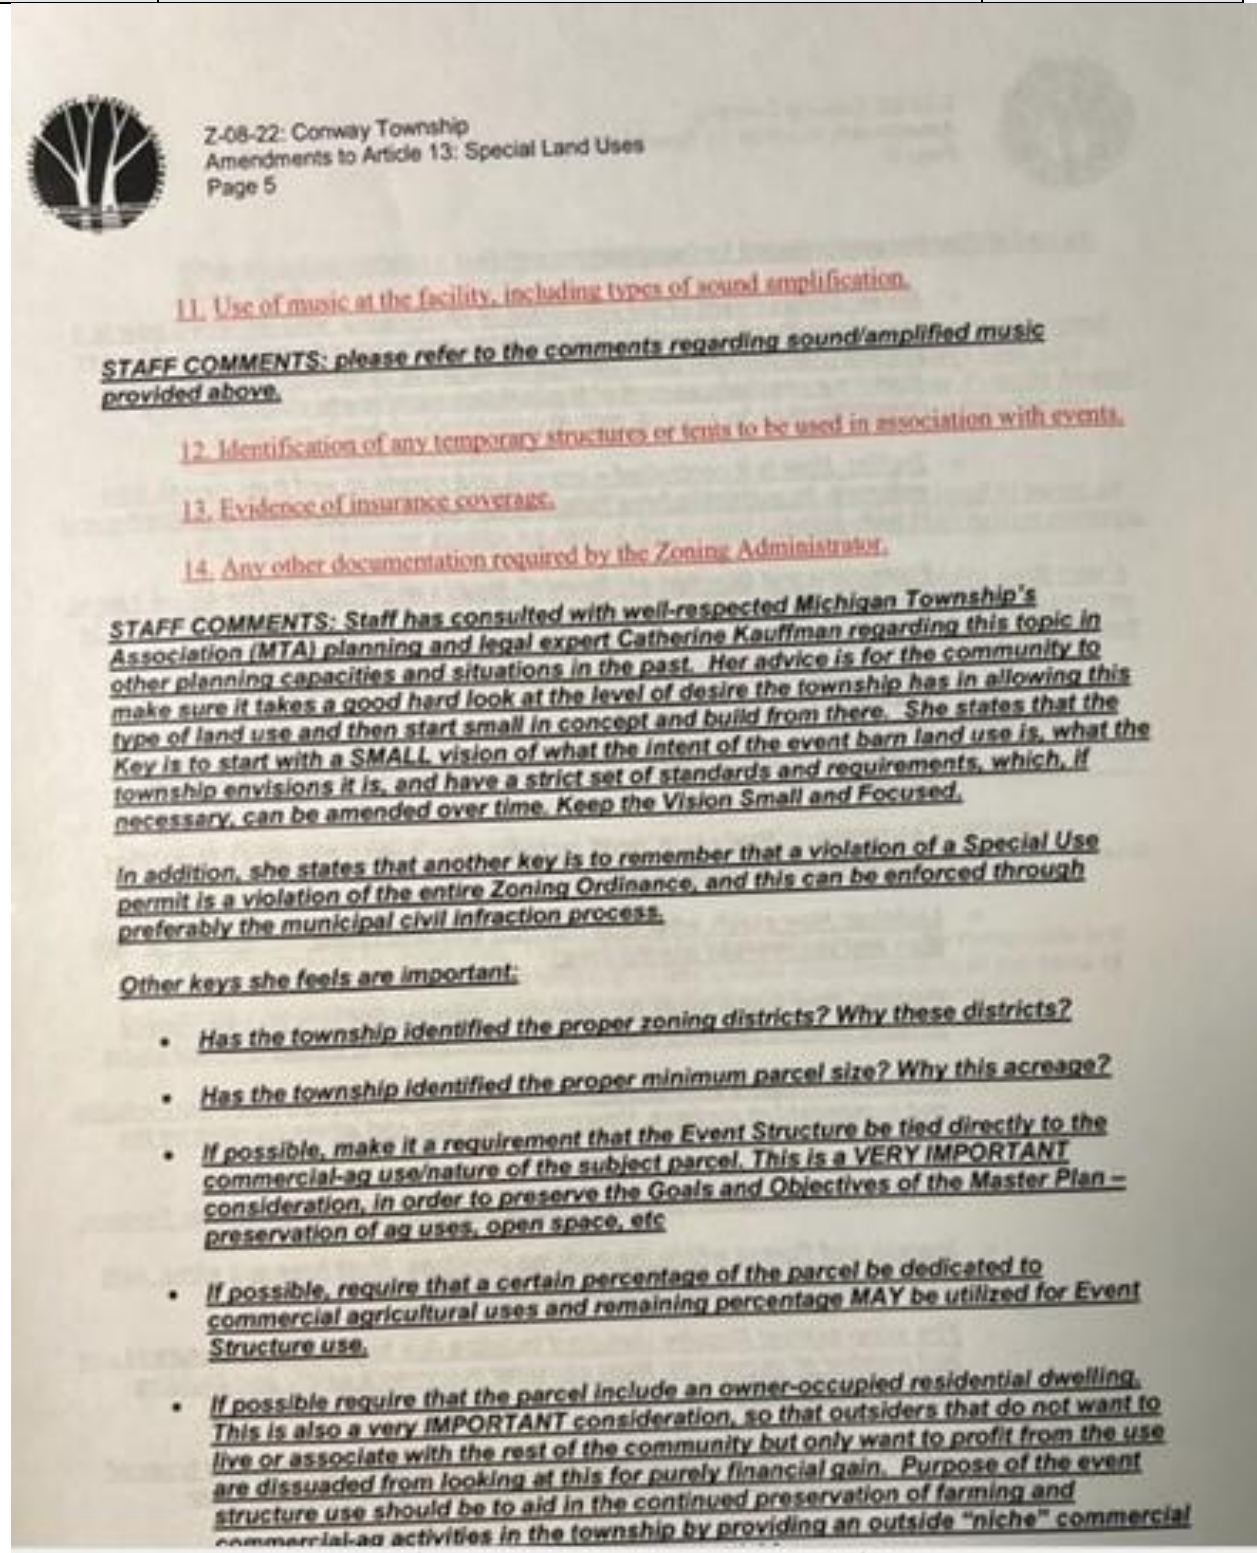 Z-08-22: Conway Township
Amendments to Article 13: Special Land Uses
Page 5
11. Use of music at the facility, including types of sound amplification.
STAFF COMMENTS: please refer to the comments regarding sound/amplified music
provided above.
12. Identification of any temporary structures or tents to be used in association with events.
13. Evidence of insurance coverage.
14. Any other documentation required by the Zoning Administrator.
STAFF COMMENTS: Staff has consulted with well-respected Michigan Township's
Association (MTA) planning and legal expert Catherine Kauffman regarding this topic in
other planning capacities and situations in the past. Her advice is for the community to
make sure it takes a good hard look at the level of desire the township has in allowing this
type of land use and then start small in concept and build from there. She states that the
Key is to start with a SMALL vision of what the intent of the event barn land use is, what the
township envisions it is, and have a strict set of standards and requirements, which, if
necessary, can be amended over time. Keep the Vision Small and Focused.
In addition, she states that another key is to remember that a violation of a Special Use
permit is a violation of the entire Zoning Ordinance, and this can be enforced through
preferably the municipal civil infraction process.
Other keys she feels are important:
• Has the township identified the proper zoning districts? Why these districts?
• Has the township identified the proper minimum parcel size? Why this acreage?
• If possible, make it a requirement that the Event Structure be tied directly to the
commercial-ag use/nature of the subject parcel. This is a VERY IMPORTANT
consideration, in order to preserve the Goals and Objectives of the Master Plan –
preservation of ag uses, open space, etc
• If possible, require that a certain percentage of the parcel be dedicated to
commercial agricultural uses and remaining percentage MAY be utilized for Event
Structure use.
• If possible require that the parcel include an owner-occupied residential dwelling.
This is also a very IMPORTANT consideration, so that outsiders that do not want to
live or associate with the rest of the community but only want to profit from the use
are dissuaded from looking at this for purely financial gain. Purpose of the event
structure use should be to aid in the continued preservation of farming and
commercial-ag activities in the township by providing an outside "niche" commercial